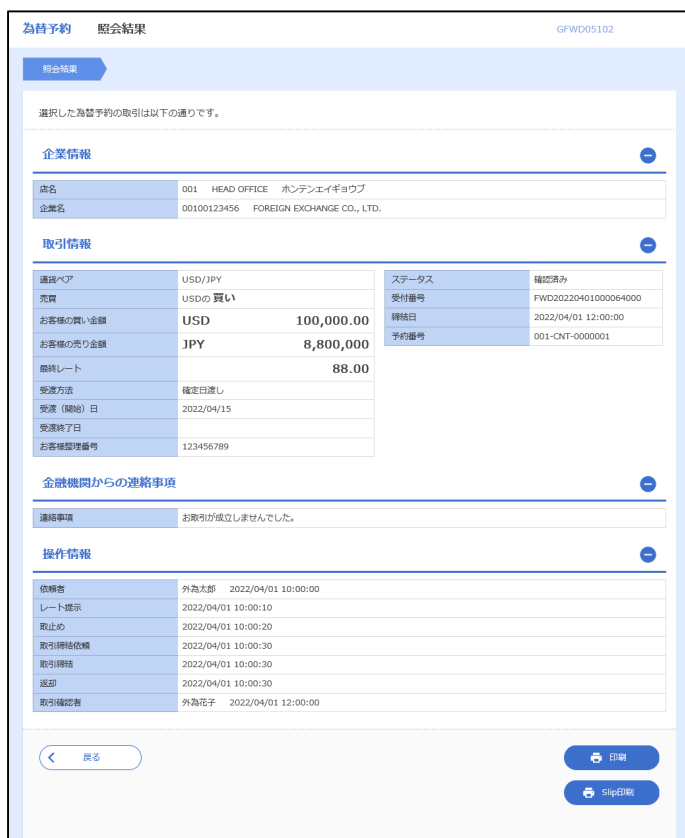 為替予約 照会結果 GFWD05102
照会結果
選択した為替予約の取引は以下の通りです。
企業情報
店名 001 HEAD OFFICE ホンテンエイギョウブ
企業名 00100123456 FOREIGN EXCHANGE CO., LTD.
取引情報
通貨ペア USD/JPY
売買 USDの 買い
お客様の買い金額 USD 100,000.00
お客様の売り金額 JPY 8,800,000
最終レート 88.00
受渡方法 確定日渡し
受渡（開始）日 2022/04/15
受渡終了日
お客様整理番号 123456789
ステータス 確認済み
受付番号 FWD20220401000064000
締結日 2022/04/01 12:00:00
予約番号 001-CNT-0000001
金融機関からの連絡事項
連絡事項 お取引が成立しませんでした。
操作情報
依頼者 外為太郎 2022/04/01 10:00:00
レート提示 2022/04/01 10:00:10
取止め 2022/04/01 10:00:20
取引締結依頼 2022/04/01 10:00:30
取引締結 2022/04/01 10:00:30
返却 2022/04/01 10:00:30
取引確認者 外為花子 2022/04/01 12:00:00
戻る
印刷
Slip印刷